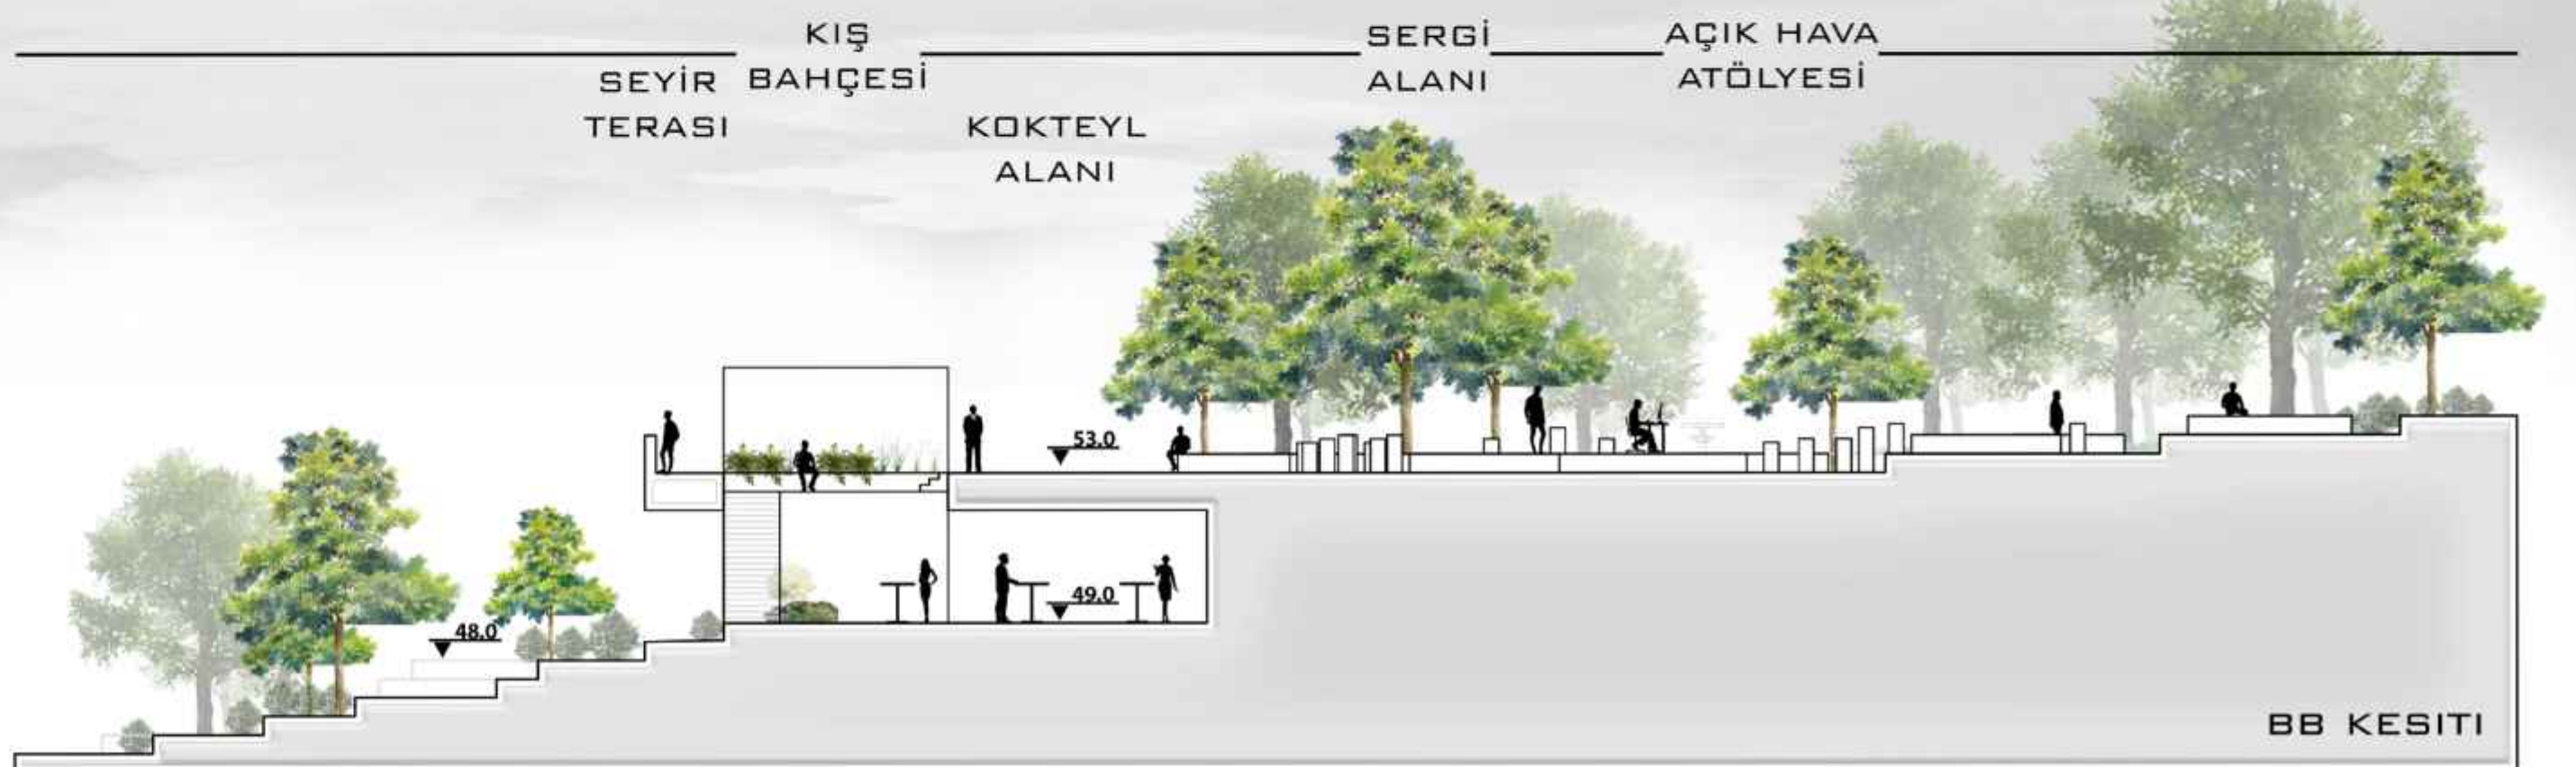 KIŞ
BAHÇESİ
SEYİR
TERASI
KOKTEYL
ALANI
SERGİ
ALANI
AÇIK HAVA
ATÖLYESİ
53.0
49.0
48.0
BB KESITI